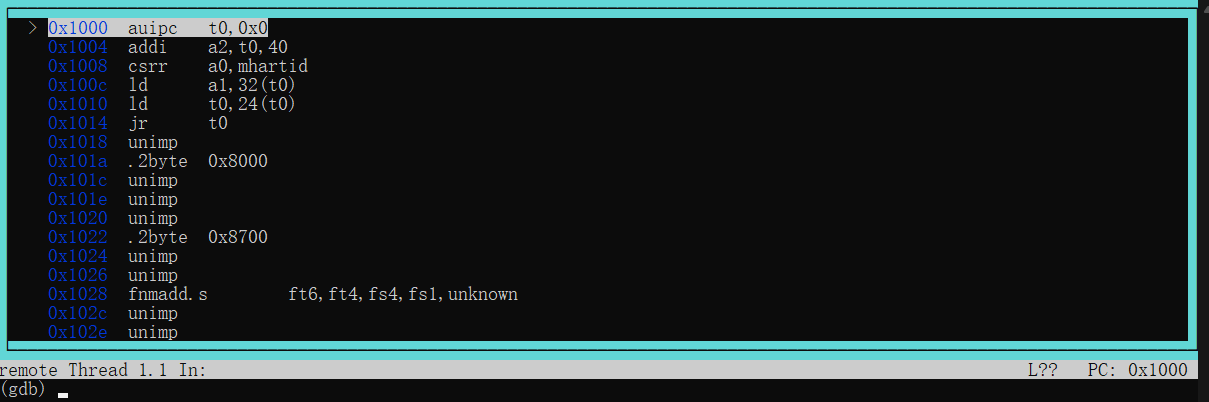 > 0x1000 auipc t0,0x0
0x1004 addi a2,t0,40
0x1008 csrr a0,mhartid
0x100c ld a1,32(t0)
0x1010 ld t0,24(t0)
0x1014 jr t0
0x1018 unimp
0x101a .2byte 0x8000
0x101c unimp
0x101e unimp
0x1020 unimp
0x1022 .2byte 0x8700
0x1024 unimp
0x1026 unimp
0x1028 fnmadd.s ft6,ft4,fs4,fs1,unknown
0x102c unimp
0x102e unimp
remote Thread 1.1 In: L?? PC: 0x1000
(gdb)